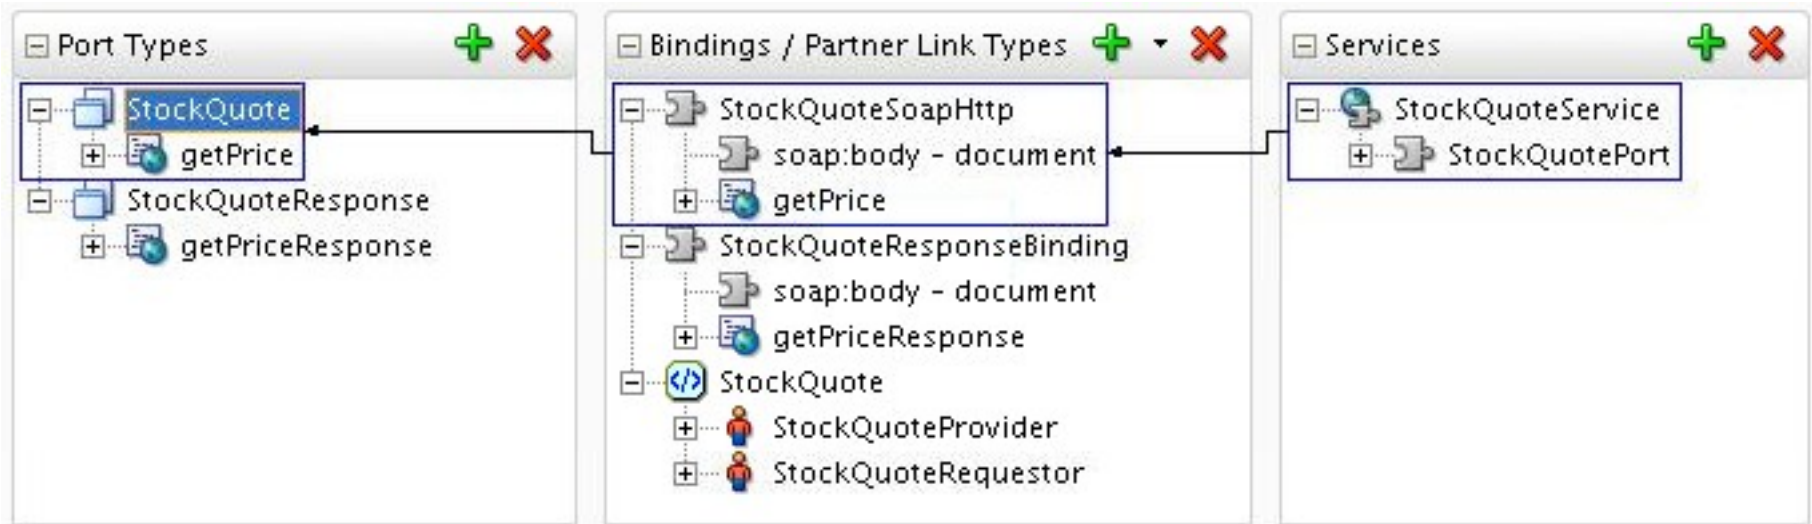 Port Types
StockQuote
getPrice
StockQuoteResponse
getPriceResponse
Bindings / Partner Link Types
StockQuoteSoapHttp
soap:body - document
getPrice
StockQuoteResponseBinding
soap:body - document
getPriceResponse
StockQuote
StockQuoteProvider
StockQuoteRequestor
Services
StockQuoteService
StockQuotePort